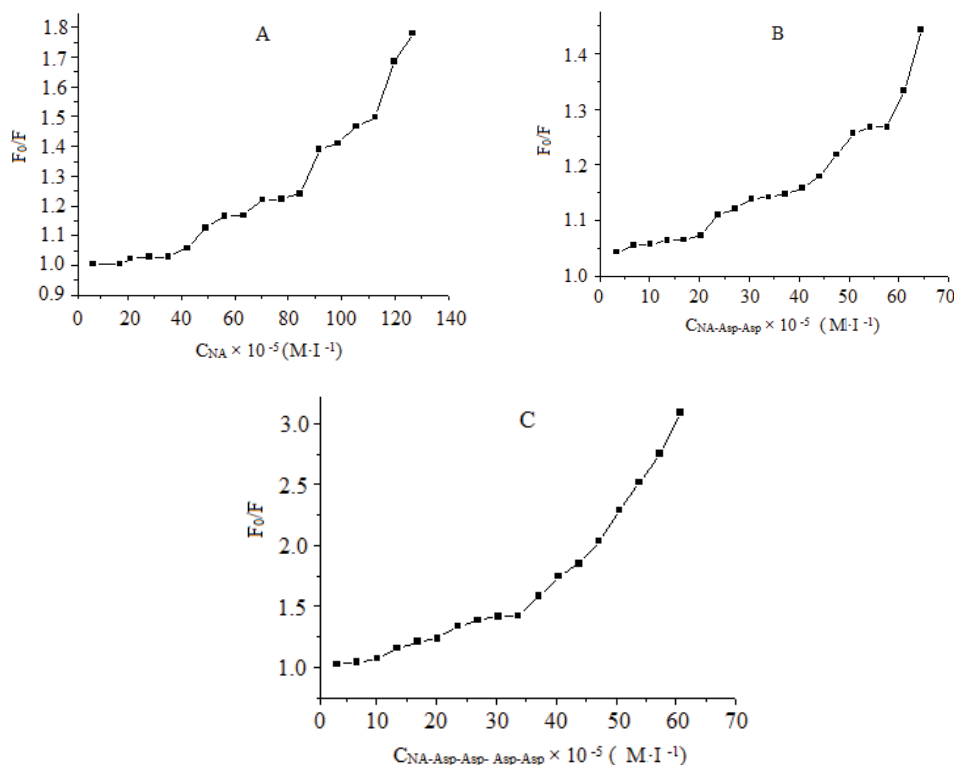 A
F₀/F
1.8
1.7
1.6
1.5
1.4
1.3
1.2
1.1
1.0
0.9
0 20 40 60 80 100 120 140
C_NA × 10⁻⁵ (M·I⁻¹)
B
F₀/F
1.4
1.3
1.2
1.1
1.0
0 10 20 30 40 50 60 70
C_NA-Asp-Asp × 10⁻⁵ ( M·I⁻¹)
C
F₀/F
3.0
2.5
2.0
1.5
1.0
0 10 20 30 40 50 60 70
C_NA-Asp-Asp- Asp-Asp × 10⁻⁵ ( M·I⁻¹)